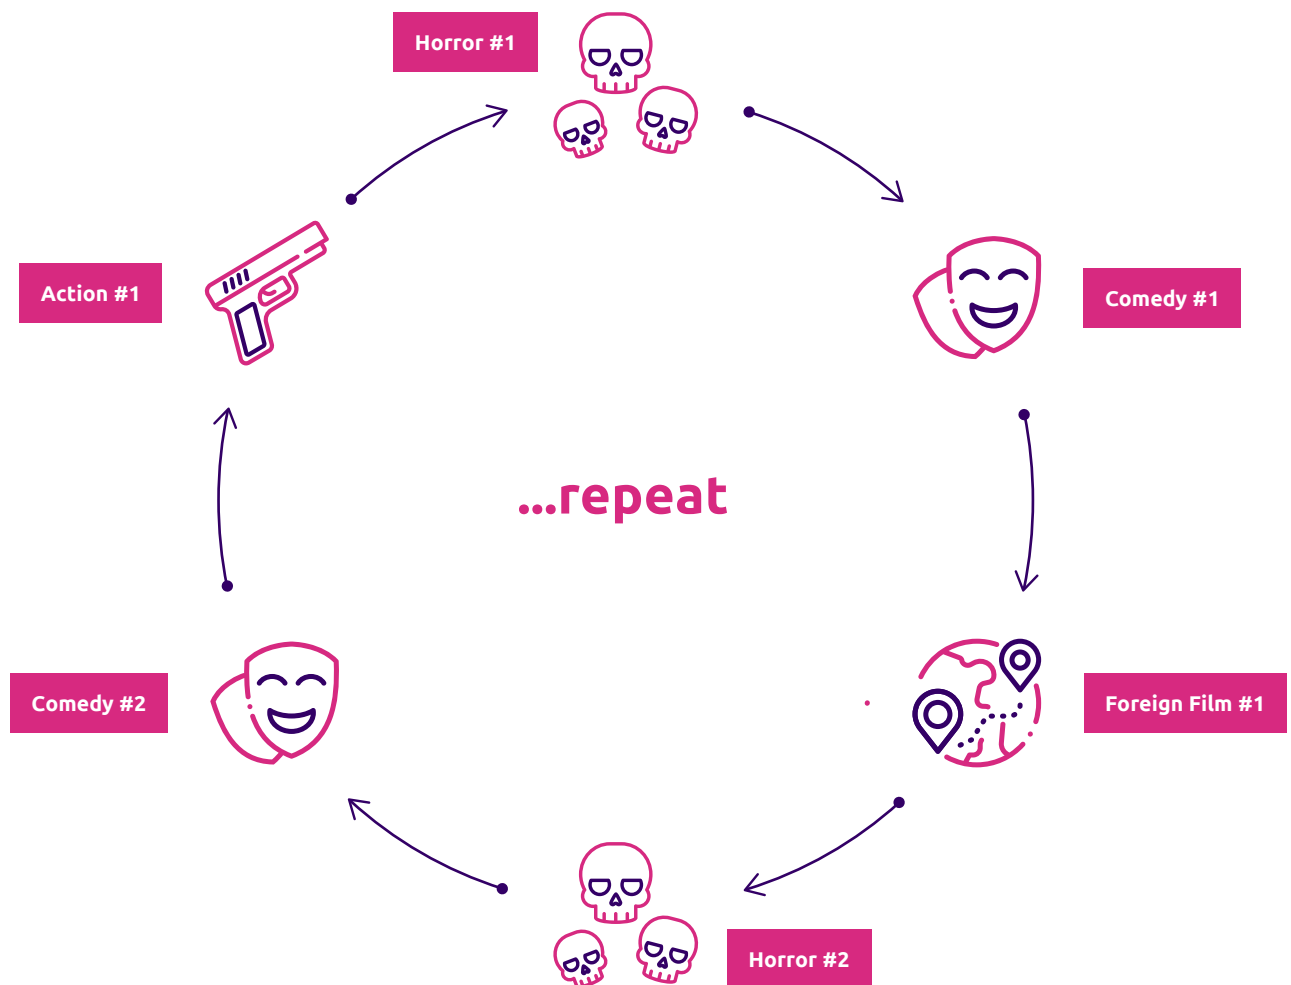 Horror #1
Action #1
Comedy #1
...repeat
Comedy #2
Foreign Film #1
Horror #2